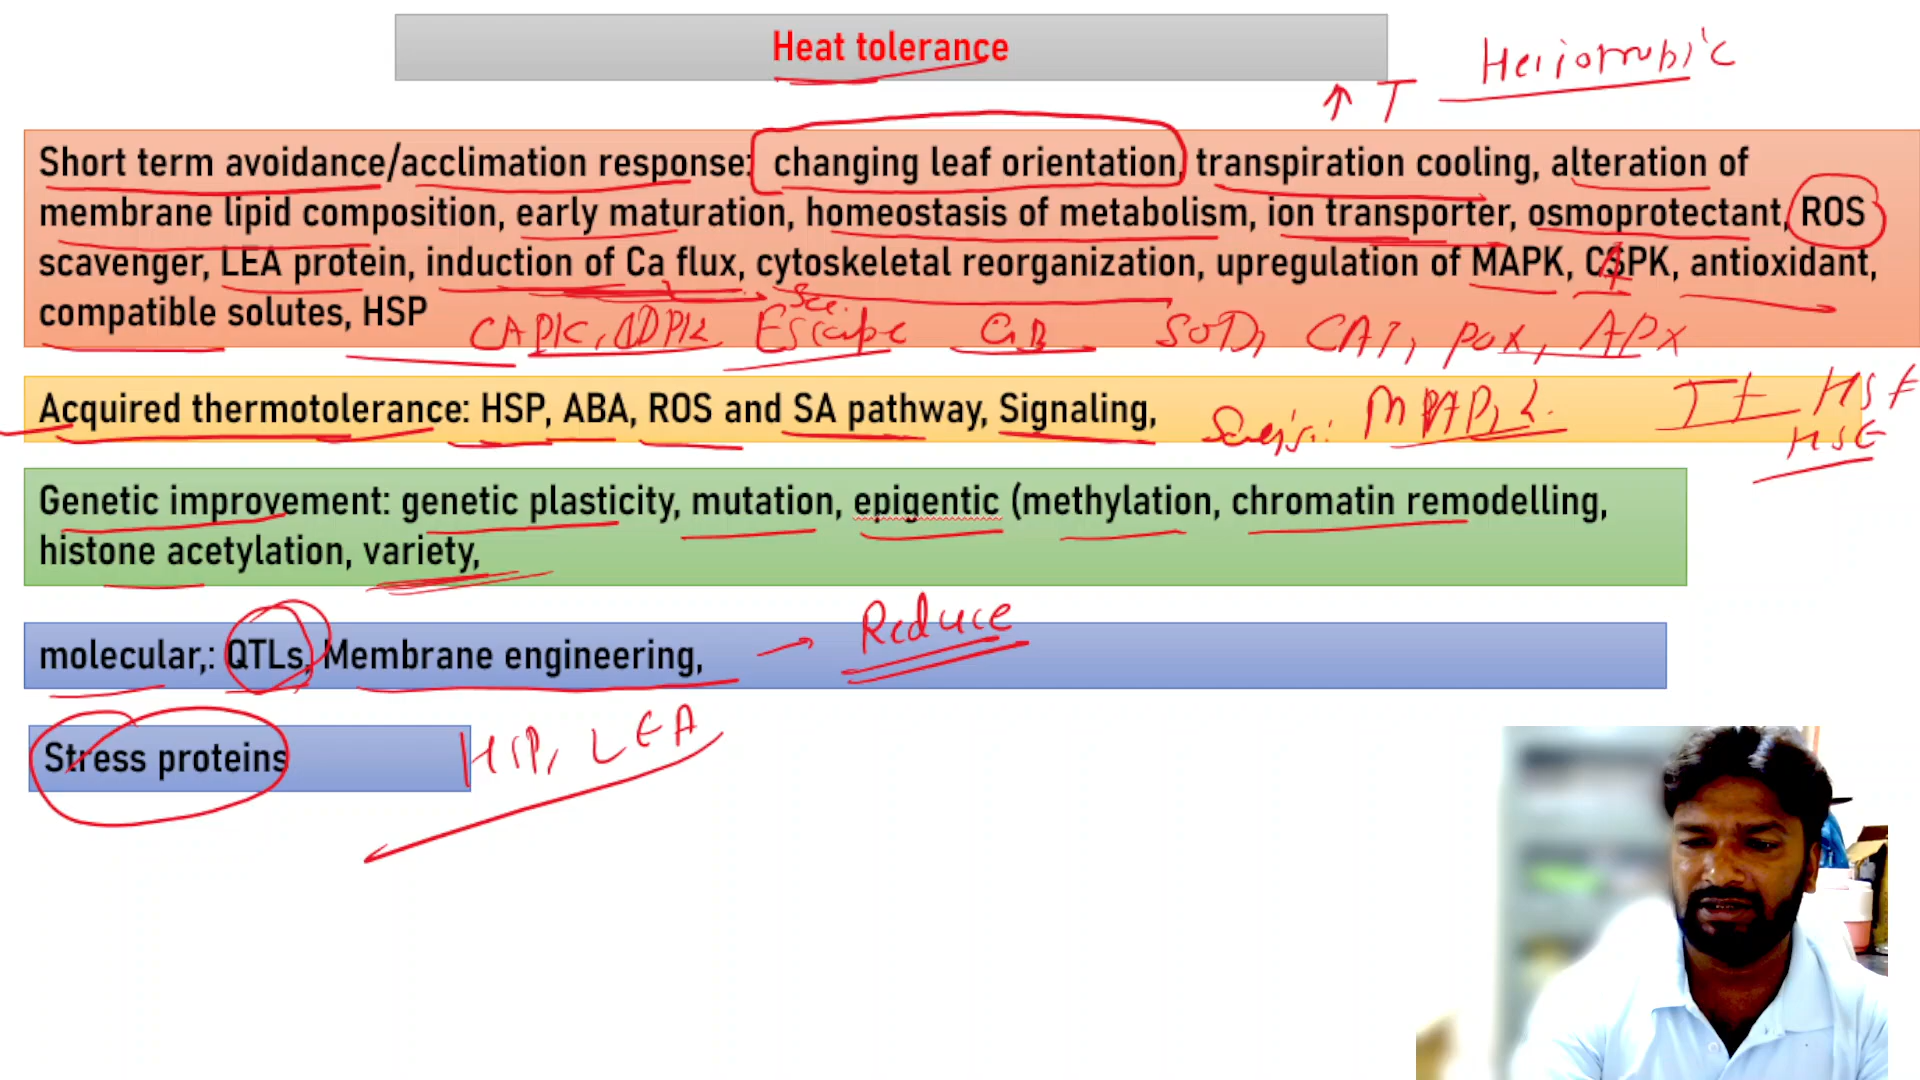 Heat tolerance
↑ T
Short term avoidance/acclimation response: changing leaf orientation, transpiration cooling, alteration of
membrane lipid composition, early maturation, homeostasis of metabolism, ion transporter, osmoprotectant, ROS
scavenger, LEA protein, induction of Ca flux, cytoskeletal reorganization, upregulation of MAPK, PK, antioxidant,
compatible solutes, HSP
Escape GB SOD, CAT, POX, APX
Acquired thermotolerance: HSP, ABA, ROS and SA pathway, Signaling,
HSF
HSE
Genetic improvement: genetic plasticity, mutation, epigentic (methylation, chromatin remodelling,
histone acetylation, variety,
molecular,: QTLs, Membrane engineering, → Reduce
Stress proteins HSP, LEA